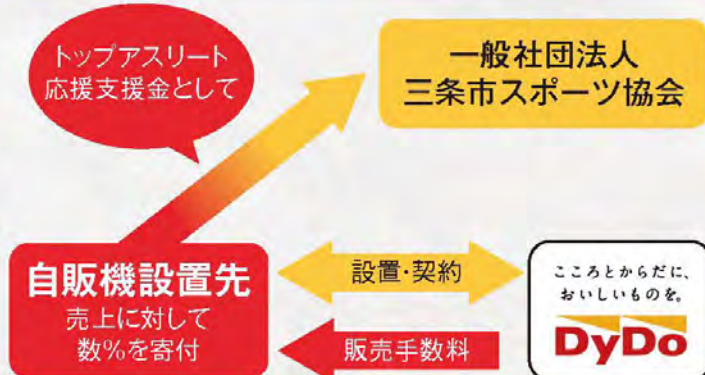 トップアスリート
応援支援金として
一般社団法人
三条市スポーツ協会
自販機設置先
売上に対して
数%を寄付
設置・契約
販売手数料
こころとからだに、
おいしいものを。
DyDo